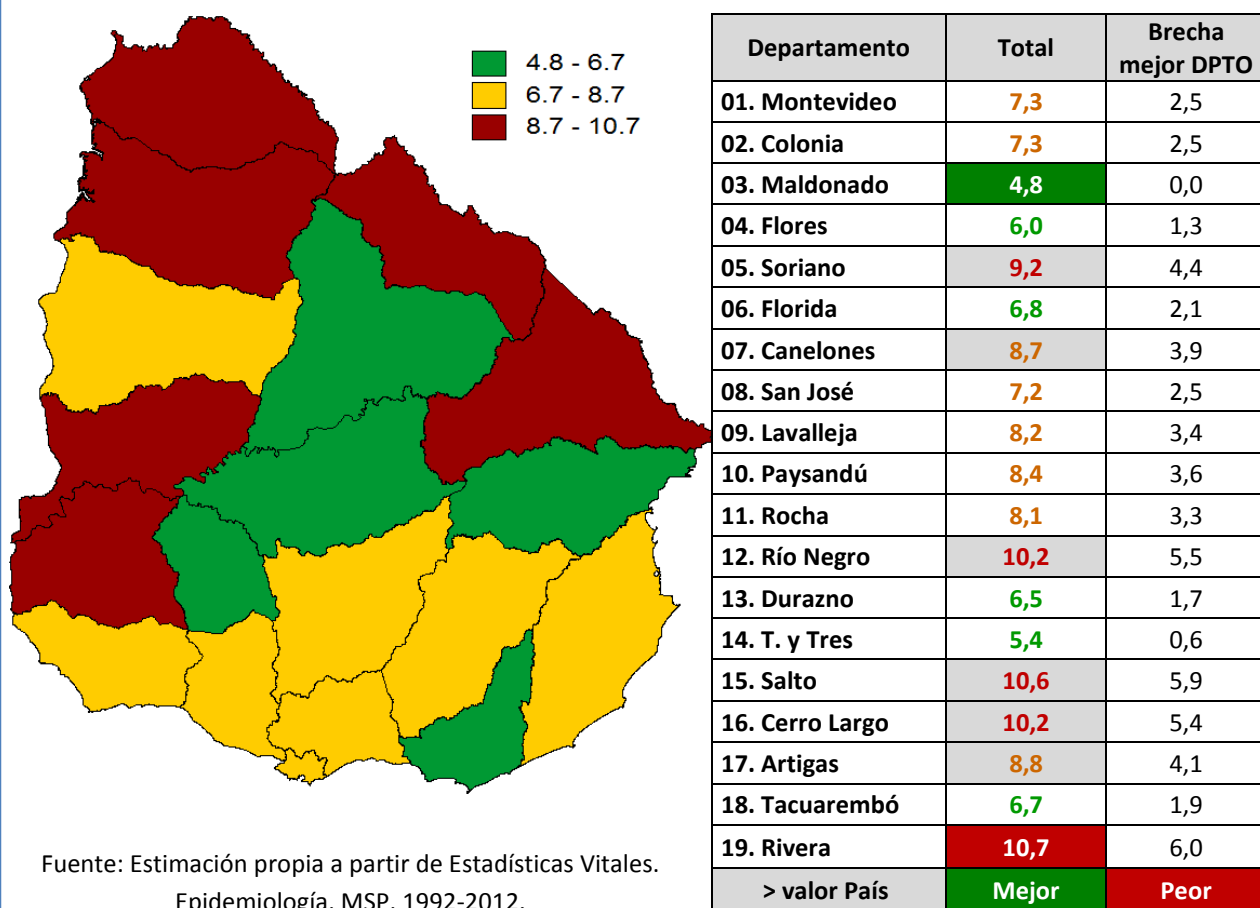 4.8 - 6.7
6.7 - 8.7
8.7 - 10.7
Departamento Total Brecha mejor DPTO
01. Montevideo 7,3 2,5
02. Colonia 7,3 2,5
03. Maldonado 4,8 0,0
04. Flores 6,0 1,3
05. Soriano 9,2 4,4
06. Florida 6,8 2,1
07. Canelones 8,7 3,9
08. San José 7,2 2,5
09. Lavalleja 8,2 3,4
10. Paysandú 8,4 3,6
11. Rocha 8,1 3,3
12. Río Negro 10,2 5,5
13. Durazno 6,5 1,7
14. T. y Tres 5,4 0,6
15. Salto 10,6 5,9
16. Cerro Largo 10,2 5,4
17. Artigas 8,8 4,1
18. Tacuarembó 6,7 1,9
19. Rivera 10,7 6,0
> valor País Mejor Peor
Fuente: Estimación propia a partir de Estadísticas Vitales.
Epidemiología. MSP. 1992-2012.